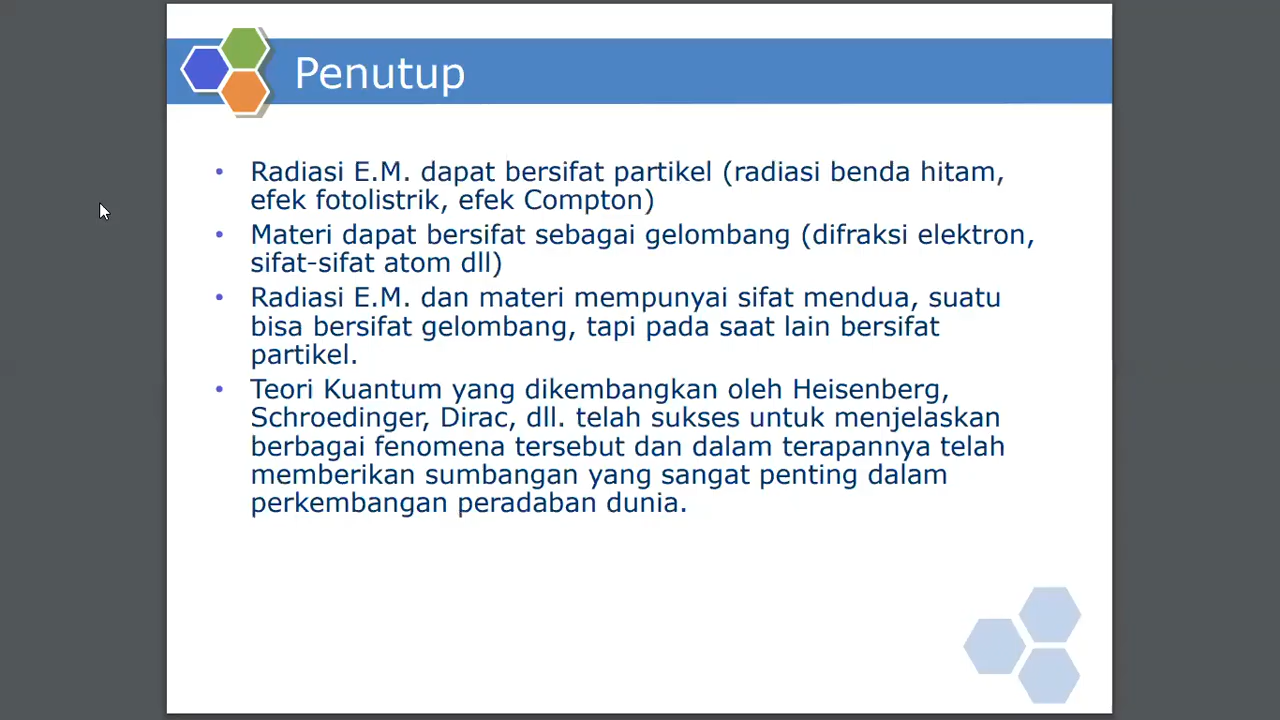 Penutup
• Radiasi E.M. dapat bersifat partikel (radiasi benda hitam,
efek fotolistrik, efek Compton)
• Materi dapat bersifat sebagai gelombang (difraksi elektron,
sifat-sifat atom dll)
• Radiasi E.M. dan materi mempunyai sifat mendua, suatu
bisa bersifat gelombang, tapi pada saat lain bersifat
partikel.
• Teori Kuantum yang dikembangkan oleh Heisenberg,
Schroedinger, Dirac, dll. telah sukses untuk menjelaskan
berbagai fenomena tersebut dan dalam terapannya telah
memberikan sumbangan yang sangat penting dalam
perkembangan peradaban dunia.